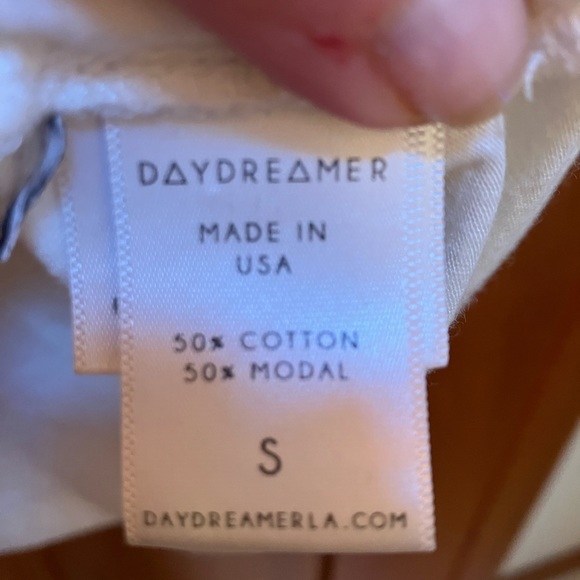 DAYDREAMER
MADE IN
USA
50% COTTON
50% MODAL
S
DAYDREAMERLA.COM